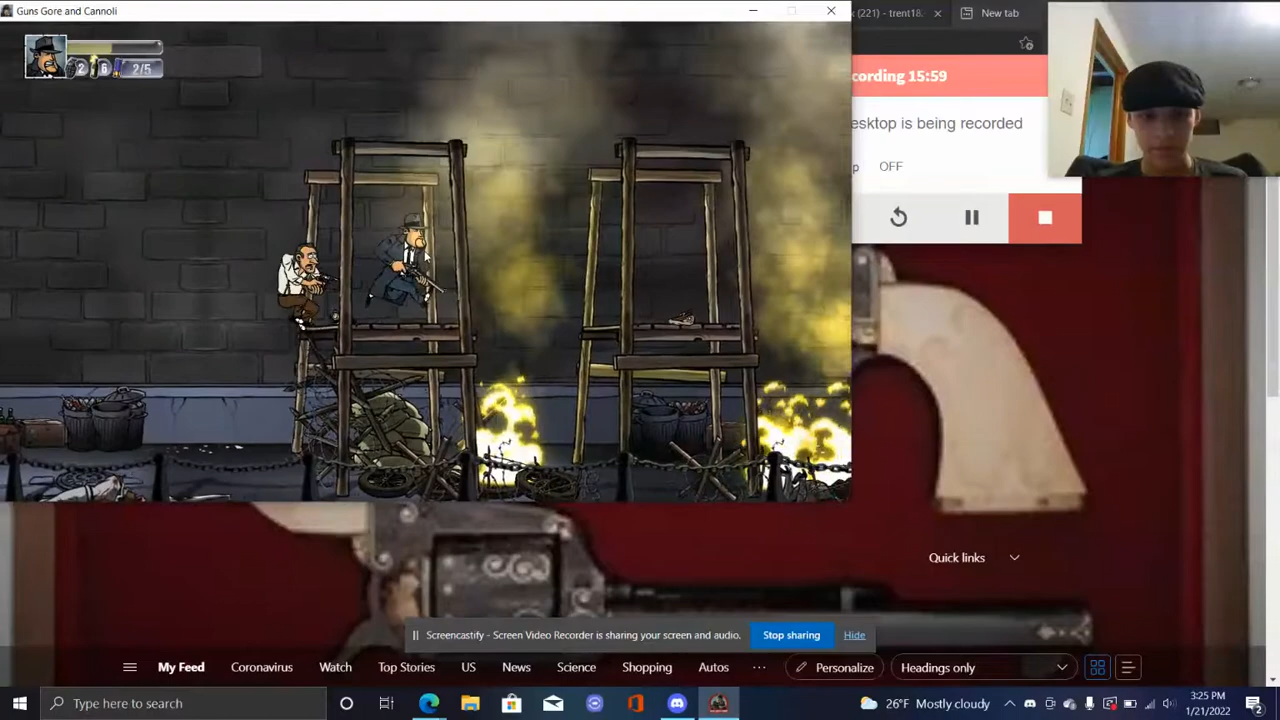 Guns Gore and Cannoli
(221) - trent18.
New tab
2
6
2/5
cording 15:59
esktop is being recorded
p OFF
Quick links
Screencastify - Screen Video Recorder is sharing your screen and audio.
Stop sharing
Hide
My Feed
Coronavirus
Watch
Top Stories
US
News
Science
Shopping
Autos
...
Personalize
Headings only
Type here to search
26°F Mostly cloudy
3:25 PM
1/21/2022
2